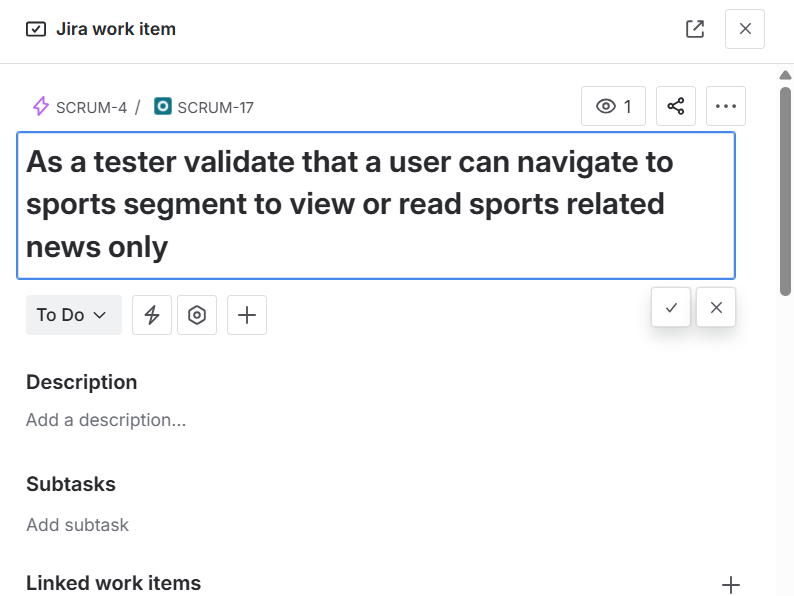 Jira work item
SCRUM-4 / SCRUM-17
1
As a tester validate that a user can navigate to
sports segment to view or read sports related
news only
To Do
Description
Add a description...
Subtasks
Add subtask
Linked work items